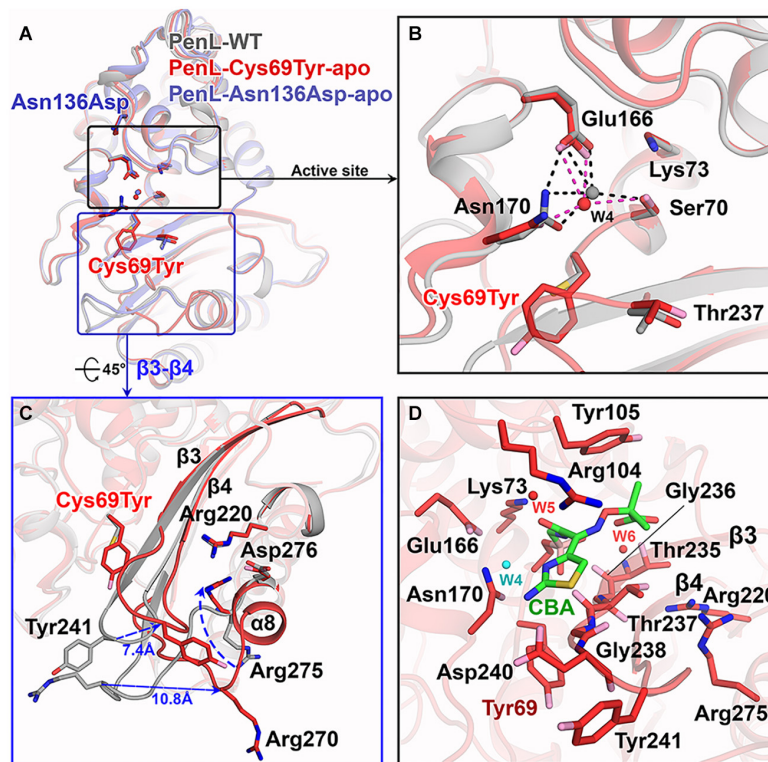 A
PenL-WT
PenL-Cys69Tyr-apo
PenL-Asn136Asp-apo
Asn136Asp
Active site
Cys69Tyr
45°
β3-β4
B
Glu166
Lys73
Asn170
W4
Ser70
Cys69Tyr
Thr237
C
β3
β4
Cys69Tyr
Arg220
Asp276
α8
Tyr241
7.4Å
Arg275
10.8Å
Arg270
D
Tyr105
Arg104
Gly236
Lys73
W5
W6
Glu166
Thr235
β3
W4
Asn170
CBA
β4
Arg220
Thr237
Gly238
Asp240
Tyr69
Arg275
Tyr241